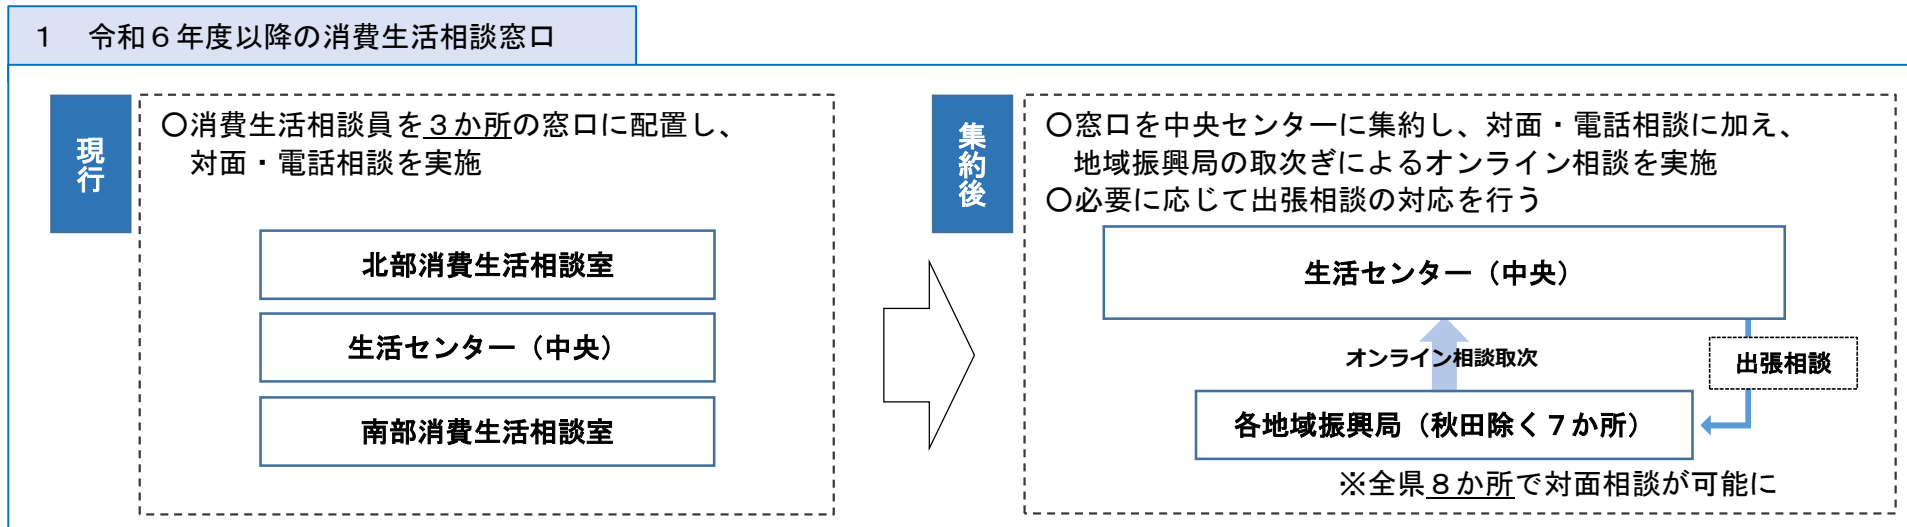 １　令和６年度以降の消費生活相談窓口
現行
〇消費生活相談員を３か所の窓口に配置し、
対面・電話相談を実施
北部消費生活相談室
生活センター（中央）
南部消費生活相談室
集約後
〇窓口を中央センターに集約し、対面・電話相談に加え、
地域振興局の取次ぎによるオンライン相談を実施
〇必要に応じて出張相談の対応を行う
生活センター（中央）
オンライン相談取次
出張相談
各地域振興局（秋田除く７か所）
※全県８か所で対面相談が可能に